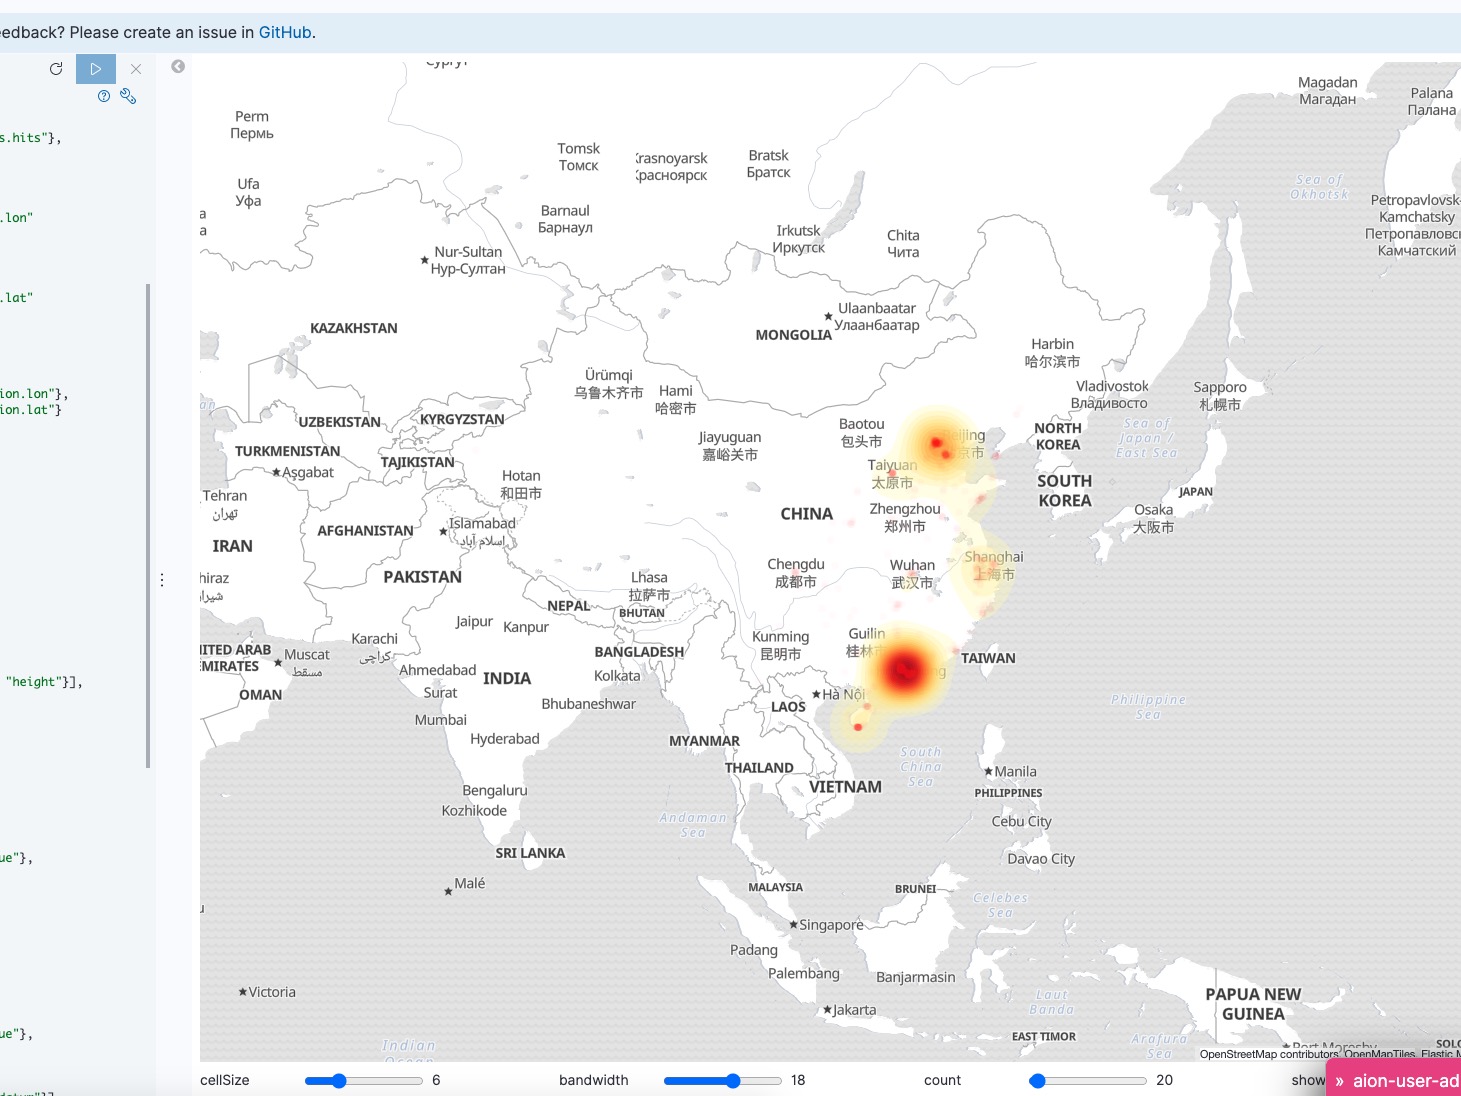 eedback? Please create an issue in GitHub.
s.hits"},
.lon"
.lat"
ion.lon"},
ion.lat"}
"height"}],
ue"},
ue"},
Magadan
Магадан
Palana
Палана
Perm
Пермь
Tomsk
Томск
Krasnoyarsk
Красноярск
Bratsk
Братск
Sea of
Okhotsk
Ufa
Уфа
Petropavlovsk-
Kamchatsky
Петропавловск
Камчатский
Barnaul
Барнаул
Irkutsk
Иркутск
Chita
Чита
Nur-Sultan
Нур-Султан
Ulaanbaatar
Улаанбаатар
KAZAKHSTAN
MONGOLIA
Harbin
哈尔滨市
Ürümqi
乌鲁木齐市
Hami
哈密市
Vladivostok
Владивосто
Sapporo
札幌市
UZBEKISTAN
KYRGYZSTAN
Baotou
包头市
Beijing
京市
NORTH
KOREA
Sea of
Japan /
East Sea
Jiayuguan
嘉峪关市
TURKMENISTAN
TAJIKISTAN
Aşgabat
Taiyuan
太原市
Hotan
和田市
SOUTH
KOREA
JAPAN
Tehran
تهران
Osaka
大阪市
CHINA
Zhengzhou
郑州市
AFGHANISTAN
Islamabad
اسلام آباد
IRAN
Shanghai
上海市
Chengdu
成都市
Wuhan
武汉市
hiraz
شیراز
PAKISTAN
Lhasa
拉萨市
NEPAL
BHUTAN
Jaipur
Kanpur
Karachi
کراچی
Kunming
昆明市
Guilin
桂林市
ITED ARAB
EMIRATES
Muscat
مسقط
BANGLADESH
TAIWAN
Ahmedabad
INDIA
Kolkata
OMAN
Surat
Hà Nội
Bhubaneshwar
LAOS
Philippine
Sea
Mumbai
Hyderabad
MYANMAR
South
China
Sea
THAILAND
Manila
VIETNAM
PHILIPPINES
Bengaluru
Kozhikode
Andaman
Sea
Cebu City
SRI LANKA
Davao City
Malé
MALAYSIA
BRUNEI
Celebes
Sea
Singapore
Padang
Palembang
Banjarmasin
Victoria
PAPUA NEW
GUINEA
Laut
Banda
Jakarta
EAST TIMOR
Arafura
Sea
Indian
Ocean
Port Moresby
SOLO
OpenStreetMap contributors, OpenMapTiles, Elastic M
cellSize 6 bandwidth 18 count 20 show
» aion-user-ad